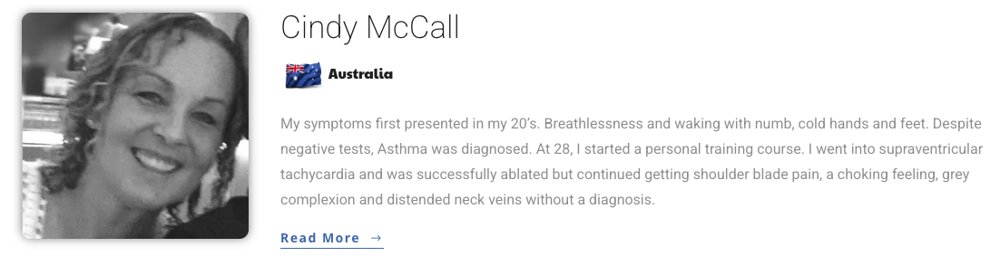 Cindy McCall
Australia
My symptoms first presented in my 20’s. Breathlessness and waking with numb, cold hands and feet. Despite
negative tests, Asthma was diagnosed. At 28, I started a personal training course. I went into supraventricular
tachycardia and was successfully ablated but continued getting shoulder blade pain, a choking feeling, grey
complexion and distended neck veins without a diagnosis.
Read More →